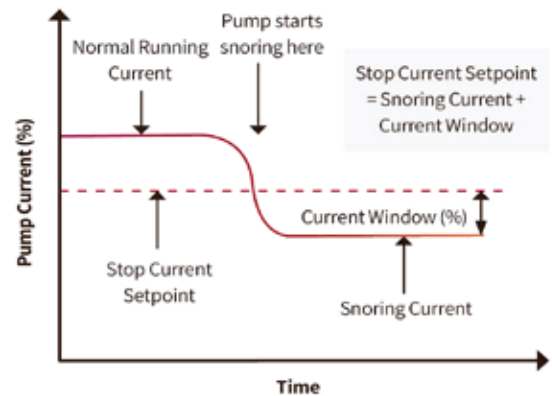 Pump starts
snoring here
Normal Running
Current
Stop Current Setpoint
= Snoring Current +
Current Window
Pump Current (%)
Current Window (%)
Stop Current
Setpoint
Snoring Current
Time